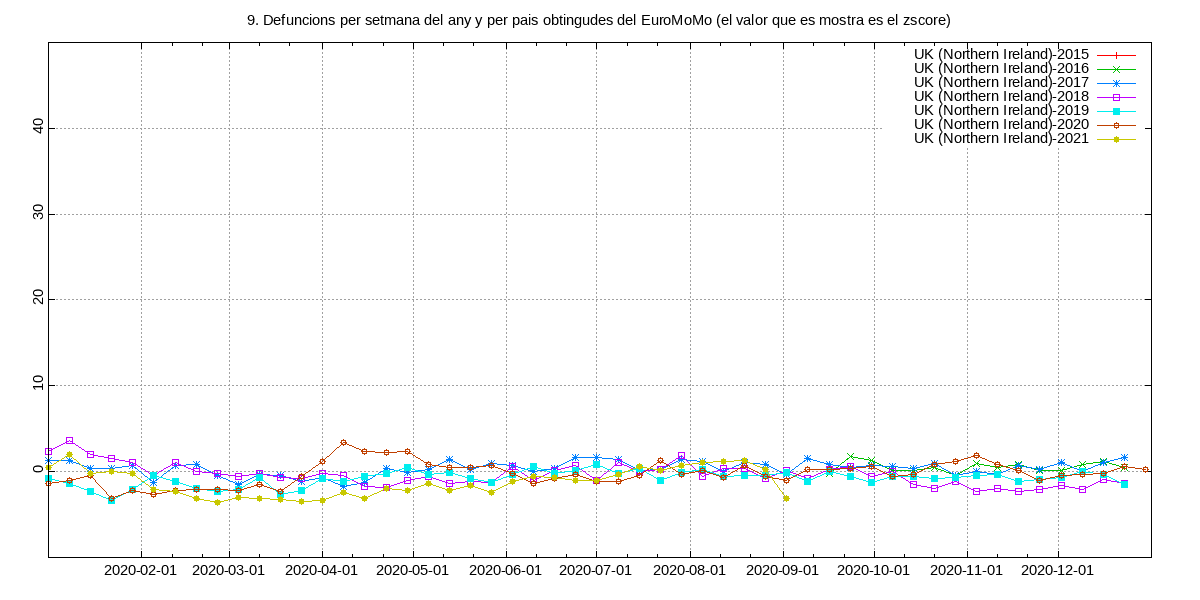 9. Defuncions per setmana del any y per pais obtingudes del EuroMoMo (el valor que es mostra es el zscore)
UK (Northern Ireland)-2015
UK (Northern Ireland)-2016
UK (Northern Ireland)-2017
UK (Northern Ireland)-2018
UK (Northern Ireland)-2019
UK (Northern Ireland)-2020
UK (Northern Ireland)-2021
40
30
20
10
0
2020-02-01 2020-03-01 2020-04-01 2020-05-01 2020-06-01 2020-07-01 2020-08-01 2020-09-01 2020-10-01 2020-11-01 2020-12-01